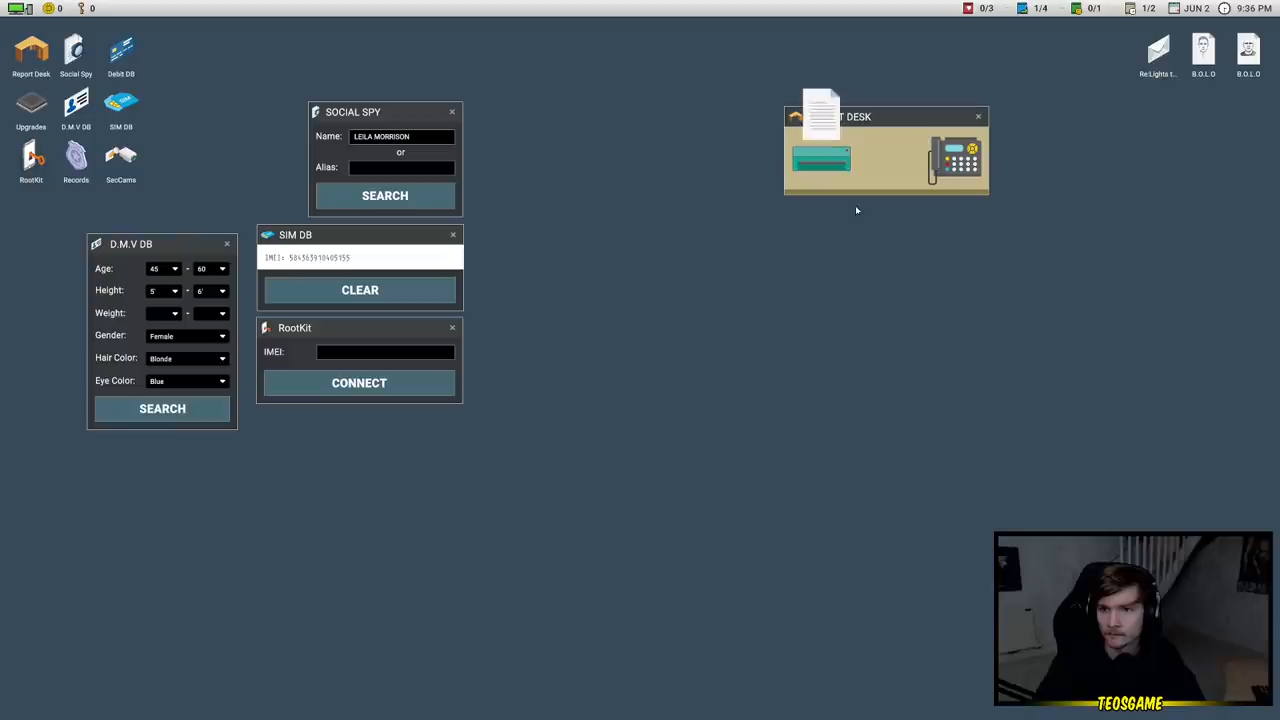 0
0
0/3
1/4
0/1
1/2
JUN 2
9:36 PM
Report Desk
Social Spy
Debit DB
Upgrades
D.M.V DB
SIM DB
RootKit
Records
SecCams
Re:Lights t...
B.O.L.O
B.O.L.O
SOCIAL SPY
Name:
LEILA MORRISON
or
Alias:
SEARCH
T DESK
D.M.V DB
Age:
45
-
60
Height:
5'
-
6'
Weight:
-
Gender:
Female
Hair Color:
Blonde
Eye Color:
Blue
SEARCH
SIM DB
IMEI: 584363910405155
CLEAR
RootKit
IMEI:
CONNECT
TEOSGAME